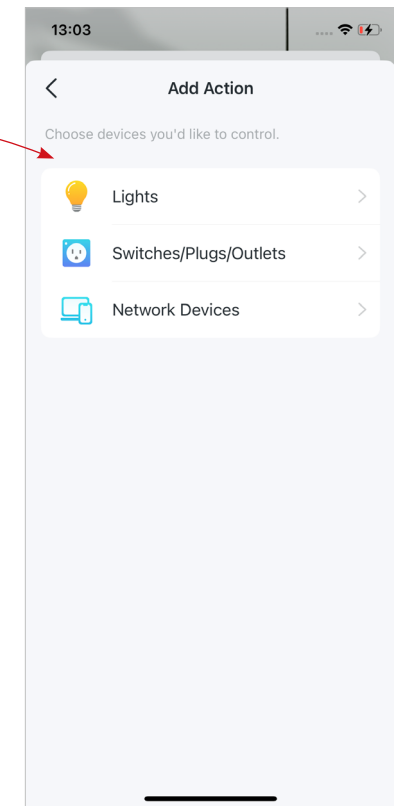 13:03
Add Action
Choose devices you'd like to control.
Lights
Switches/Plugs/Outlets
Network Devices